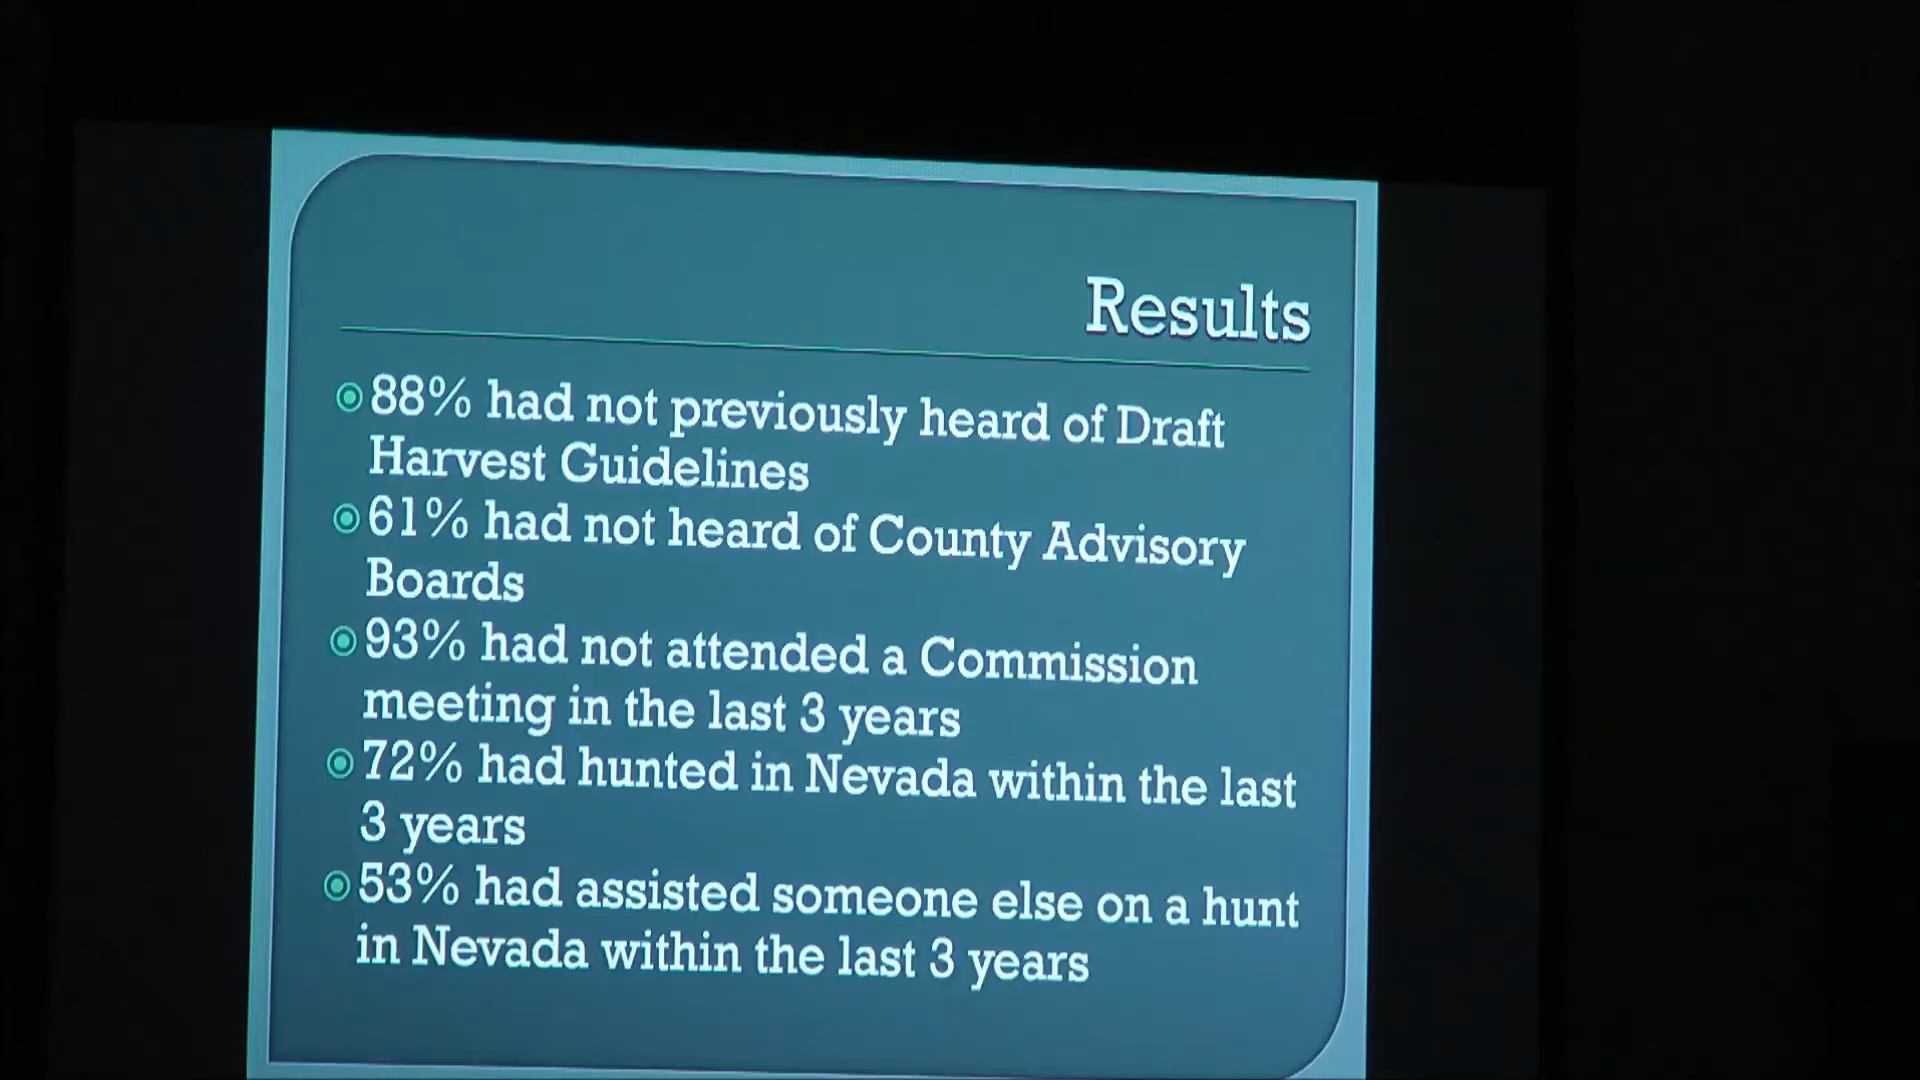 Results
88% had not previously heard of Draft
Harvest Guidelines
61% had not heard of County Advisory
Boards
93% had not attended a Commission
meeting in the last 3 years
72% had hunted in Nevada within the last
3 years
53% had assisted someone else on a hunt
in Nevada within the last 3 years